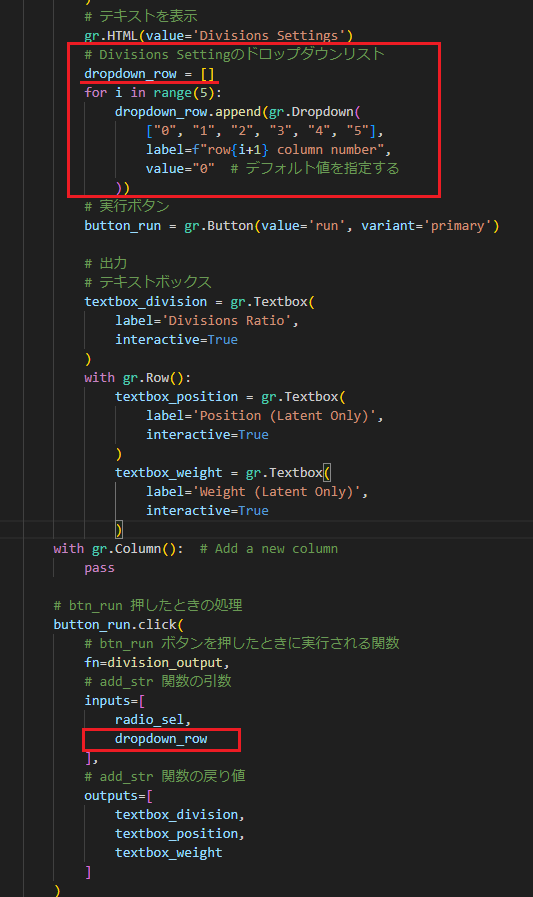 )
# テキストを表示
gr.HTML(value='Divisions Settings')
# Divisions Settingのドロップダウンリスト
dropdown_row = []
for i in range(5):
    dropdown_row.append(gr.Dropdown(
        ["0", "1", "2", "3", "4", "5"],
        label=f"row{i+1} column number",
        value="0"  # デフォルト値を指定する
    ))
# 実行ボタン
button_run = gr.Button(value='run', variant='primary')
# 出力
# テキストボックス
textbox_division = gr.Textbox(
    label='Divisions Ratio',
    interactive=True
)
with gr.Row():
    textbox_position = gr.Textbox(
        label='Position (Latent Only)',
        interactive=True
    )
    textbox_weight = gr.Textbox(
        label='Weight (Latent Only)',
        interactive=True
    )
with gr.Column():  # Add a new column
    pass
# btn_run 押したときの処理
button_run.click(
    # btn_run ボタンを押したときに実行される関数
    fn=division_output,
    # add_str 関数の引数
    inputs=[
        radio_sel,
        dropdown_row
    ],
    # add_str 関数の戻り値
    outputs=[
        textbox_division,
        textbox_position,
        textbox_weight
    ]
)